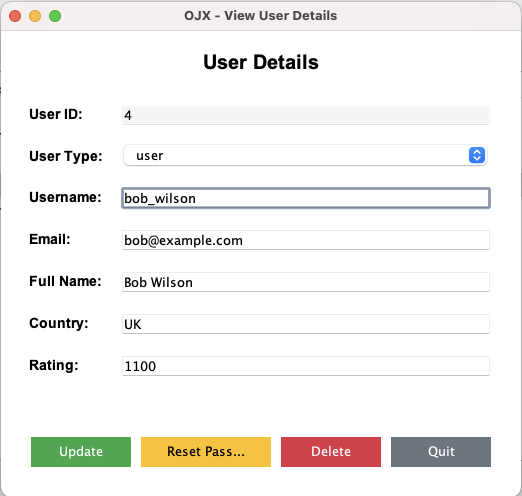 OJX - View User Details
User Details
User ID: 4
User Type: user
Username: bob_wilson
Email: bob@example.com
Full Name: Bob Wilson
Country: UK
Rating: 1100
Update Reset Pass... Delete Quit